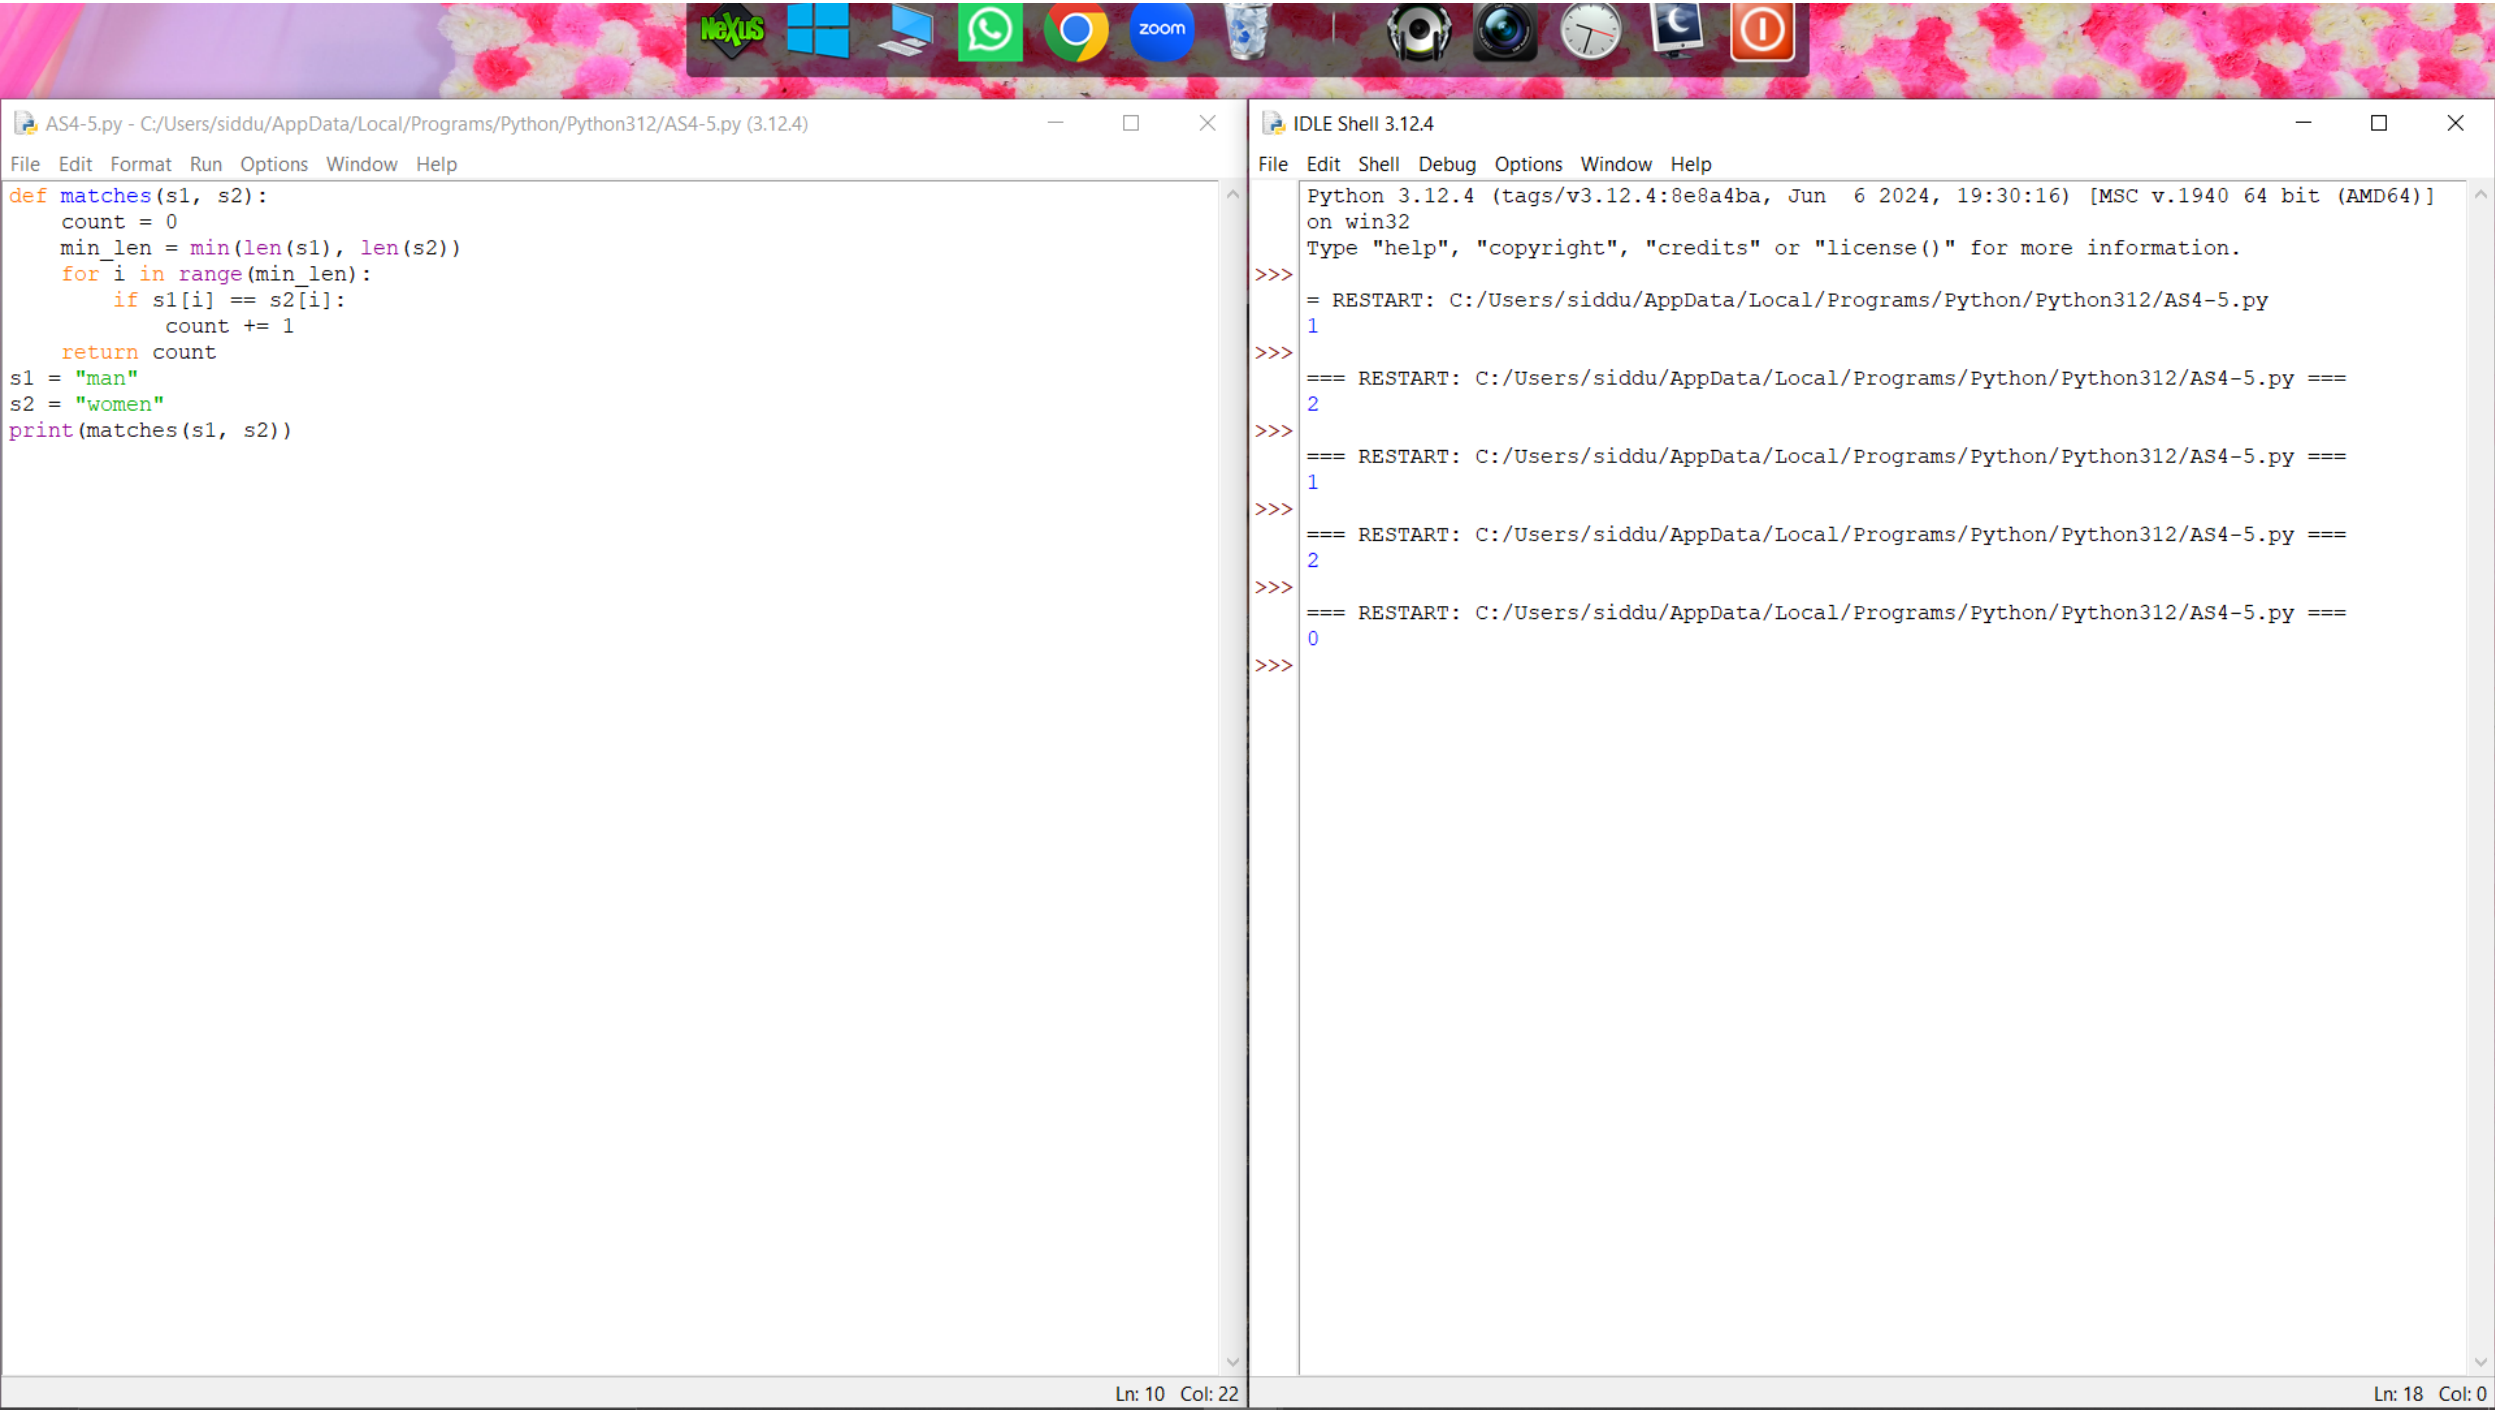 NeXuS
zoom
AS4-5.py - C:/Users/siddu/AppData/Local/Programs/Python/Python312/AS4-5.py (3.12.4)
File Edit Format Run Options Window Help
def matches(s1, s2):
    count = 0
    min_len = min(len(s1), len(s2))
    for i in range(min_len):
        if s1[i] == s2[i]:
            count += 1
    return count
s1 = "man"
s2 = "women"
print(matches(s1, s2))
Ln: 10 Col: 22
IDLE Shell 3.12.4
File Edit Shell Debug Options Window Help
Python 3.12.4 (tags/v3.12.4:8e8a4ba, Jun  6 2024, 19:30:16) [MSC v.1940 64 bit (AMD64)]
on win32
Type "help", "copyright", "credits" or "license()" for more information.
>>>
= RESTART: C:/Users/siddu/AppData/Local/Programs/Python/Python312/AS4-5.py
1
>>>
=== RESTART: C:/Users/siddu/AppData/Local/Programs/Python/Python312/AS4-5.py ===
2
>>>
=== RESTART: C:/Users/siddu/AppData/Local/Programs/Python/Python312/AS4-5.py ===
1
>>>
=== RESTART: C:/Users/siddu/AppData/Local/Programs/Python/Python312/AS4-5.py ===
2
>>>
=== RESTART: C:/Users/siddu/AppData/Local/Programs/Python/Python312/AS4-5.py ===
0
>>>
Ln: 18 Col: 0